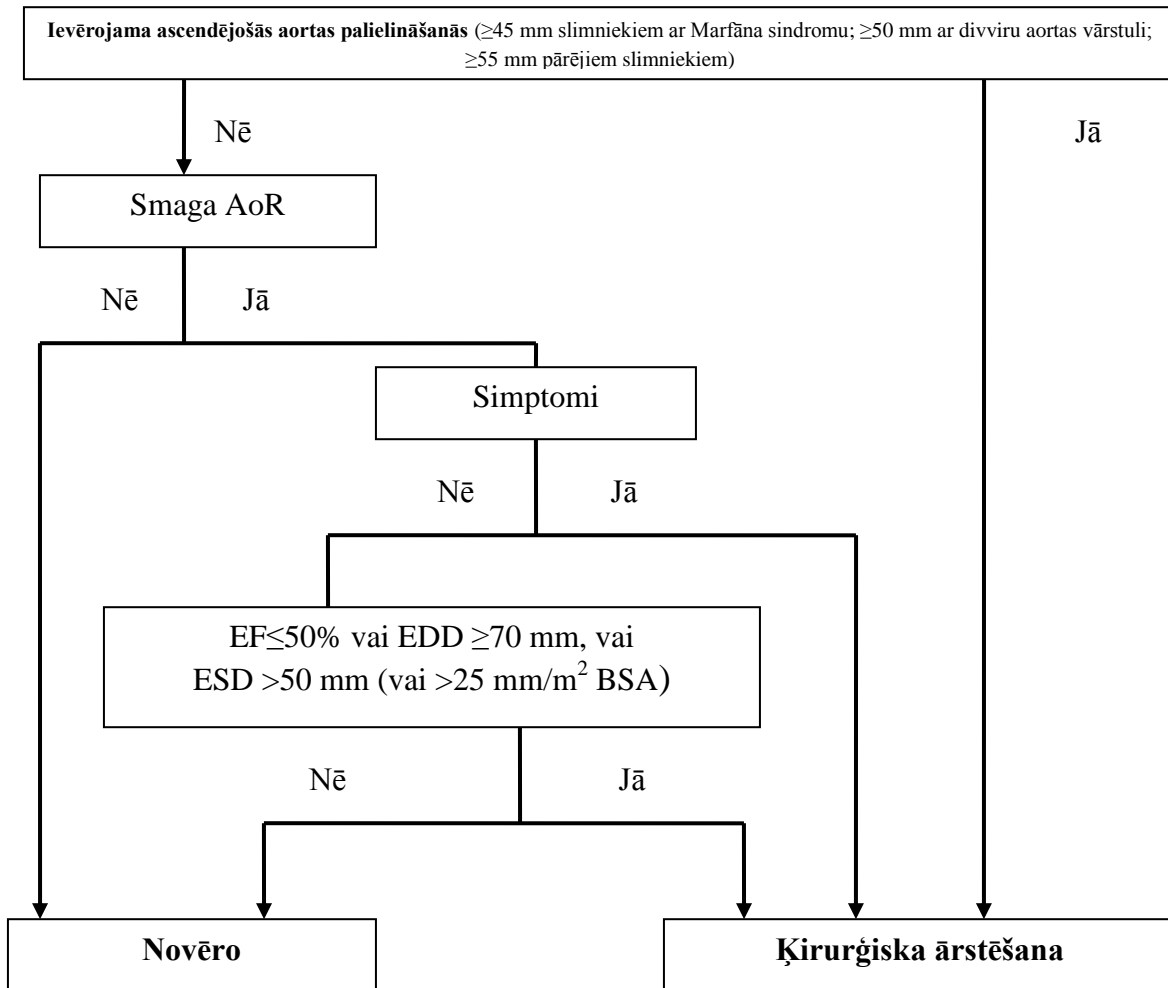 Ievērojama ascendējošās aortas palielināšanās (≥45 mm slimniekiem ar Marfāna sindromu; ≥50 mm ar divviru aortas vārstuli;
≥55 mm pārējiem slimniekiem)
Nē
Jā
Smaga AoR
Nē
Jā
Simptomi
Nē
Jā
EF≤50% vai EDD ≥70 mm, vai
ESD >50 mm (vai >25 mm/m² BSA)
Nē
Jā
Novēro
Ķirurģiska ārstēšana